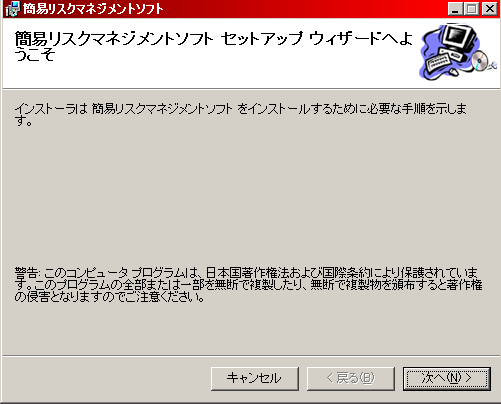 簡易リスクマネジメントソフト
簡易リスクマネジメントソフト セットアップ ウィザードへよ
うこそ
インストーラは 簡易リスクマネジメントソフト をインストールするために必要な手順を示しま
す。
警告: このコンピュータ プログラムは、日本国著作権法および国際条約により保護されていま
す。このプログラムの全部または一部を無断で複製したり、無断で複製物を頒布すると著作権
の侵害となりますのでご注意ください。
キャンセル
< 戻る(B)
次へ(N) >